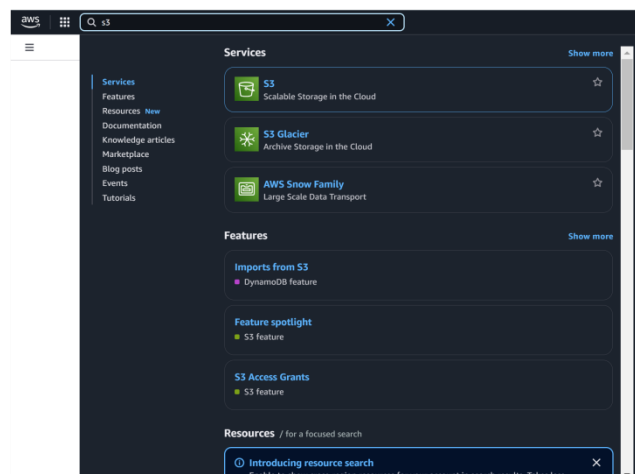 aws
s3
Services
Show more
Services
Features
Resources New
Documentation
Knowledge articles
Marketplace
Blog posts
Events
Tutorials
S3
Scalable Storage in the Cloud
S3 Glacier
Archive Storage in the Cloud
AWS Snow Family
Large Scale Data Transport
Features
Show more
Imports from S3
DynamoDB feature
Feature spotlight
S3 feature
S3 Access Grants
S3 feature
Resources / for a focused search
Introducing resource search